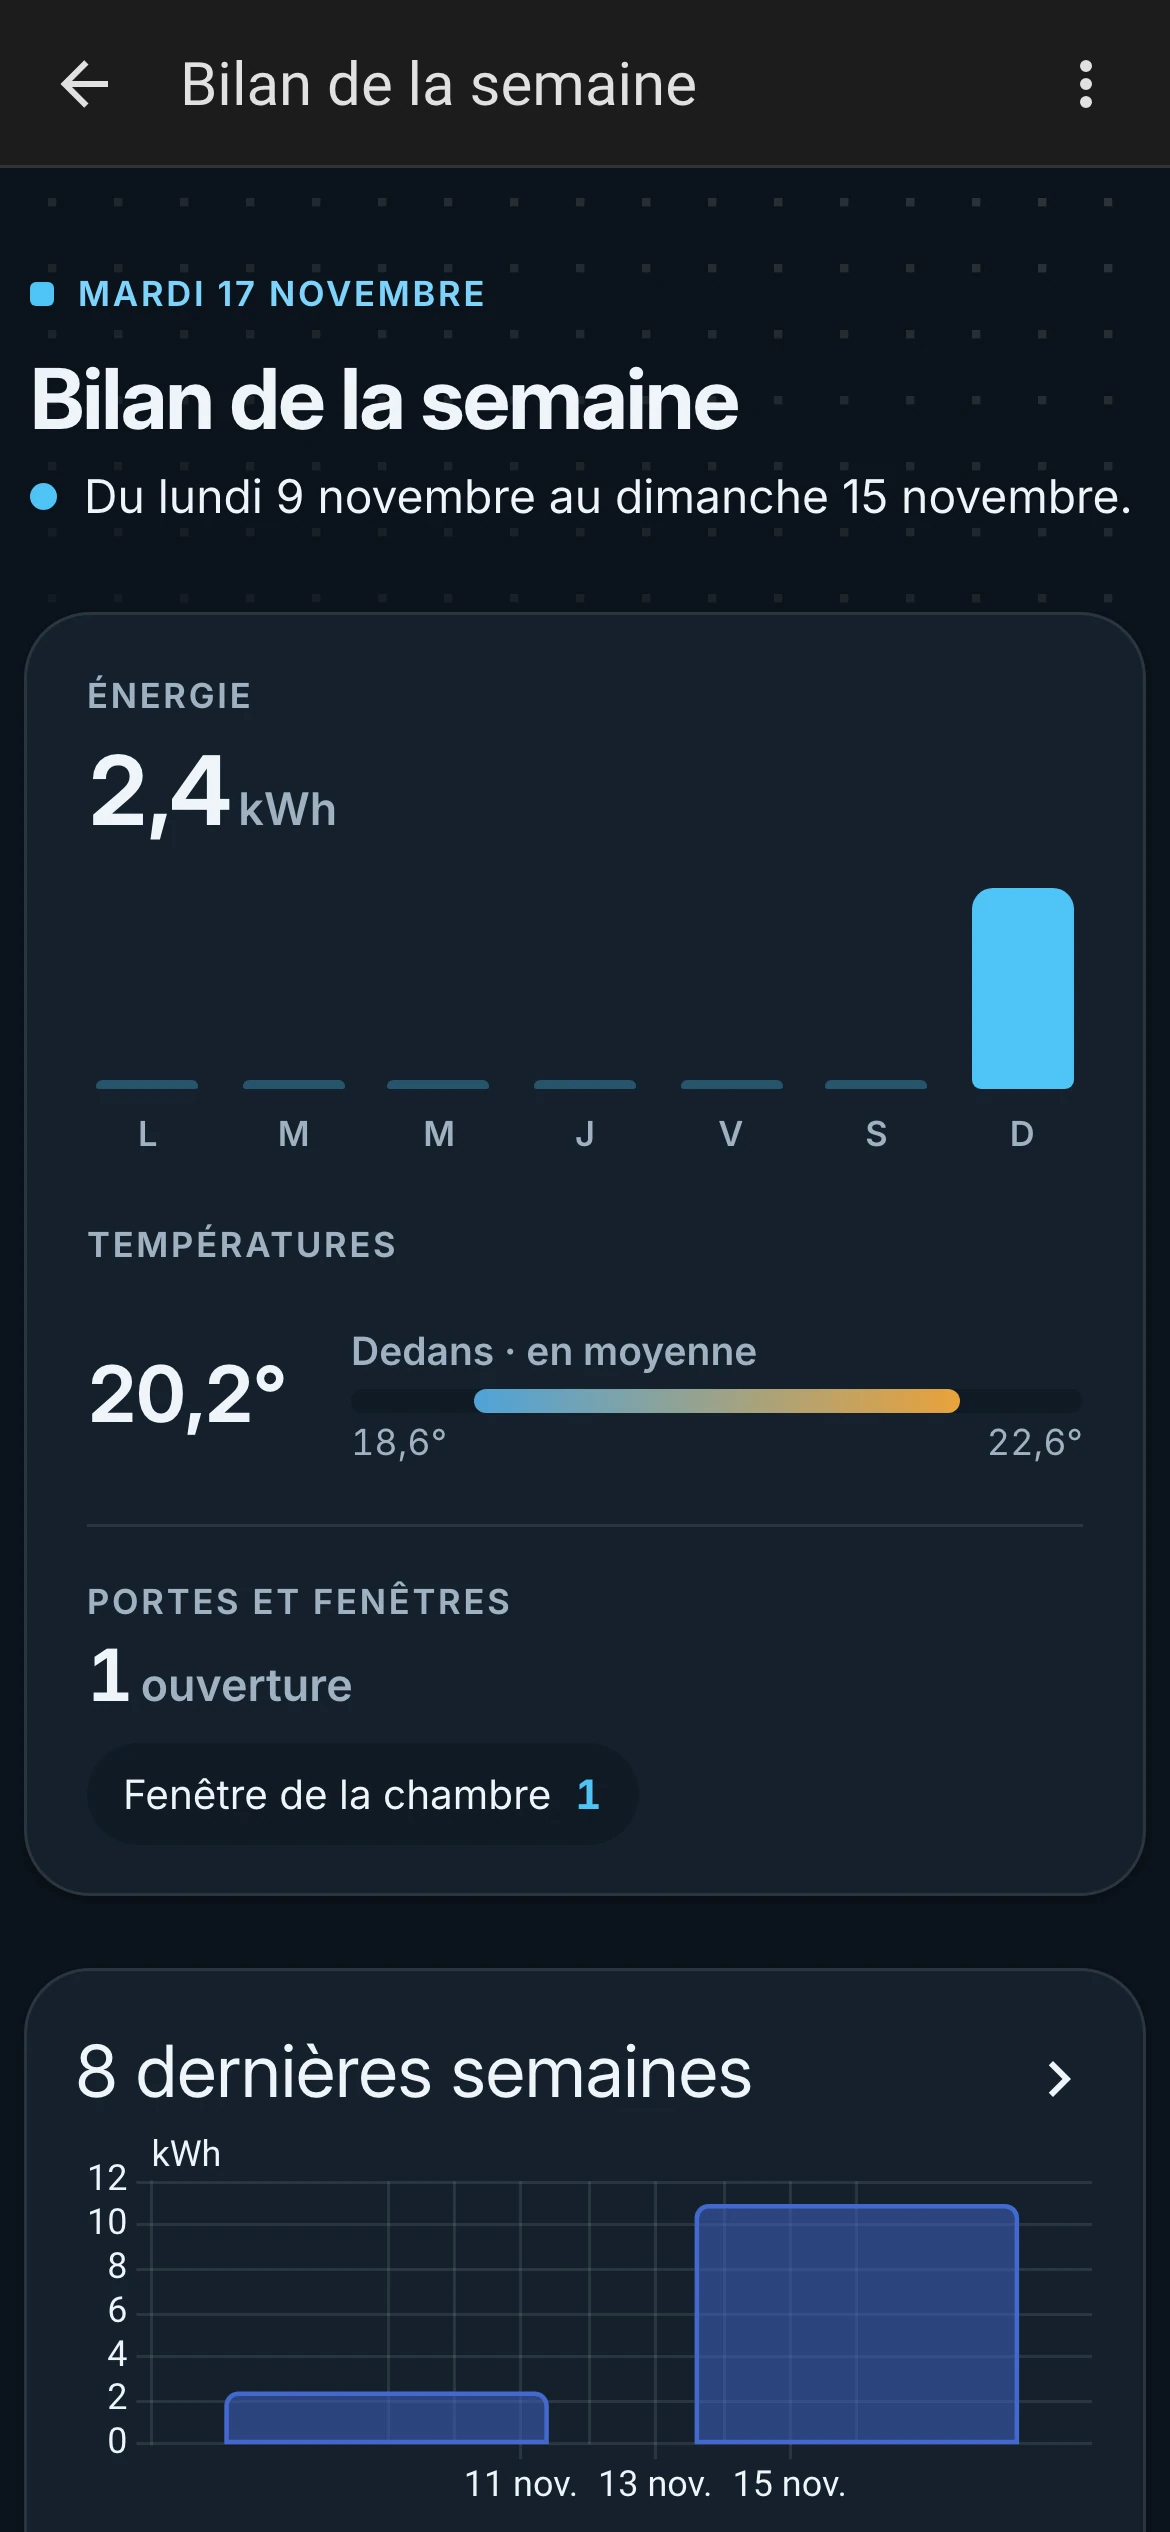 Bilan de la semaine
MARDI 17 NOVEMBRE
Bilan de la semaine
Du lundi 9 novembre au dimanche 15 novembre.
ÉNERGIE
2,4 kWh
L M M J V S D
TEMPÉRATURES
Dedans · en moyenne
20,2°
18,6° 22,6°
PORTES ET FENÊTRES
1 ouverture
Fenêtre de la chambre 1
8 dernières semaines
kWh
12
10
8
6
4
2
0
11 nov. 13 nov. 15 nov.